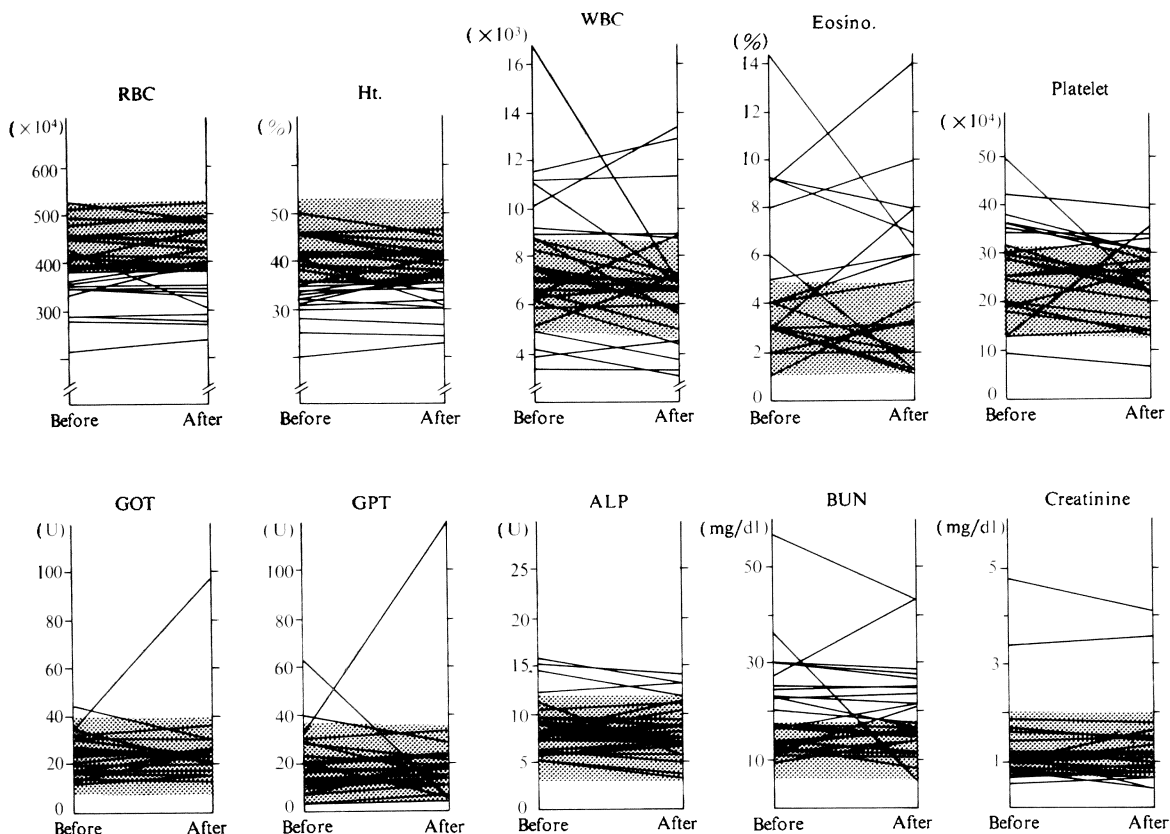 RBC
(×10⁴)
600
500
400
300
Before After
Ht.
(%)
50
30
Before After
WBC
(×10³)
16
12
10
8
6
4
Before After
Eosino.
(%)
14
12
10
8
6
4
2
0
Before After
Platelet
(×10⁴)
50
40
30
20
10
0
Before After
GOT
(U)
100
80
60
40
20
0
Before After
GPT
(U)
100
80
60
40
20
0
Before After
ALP
(U)
25
20
15
10
5
0
Before After
BUN
(mg/dl)
50
30
10
Before After
Creatinine
(mg/dl)
5
3
1
Before After